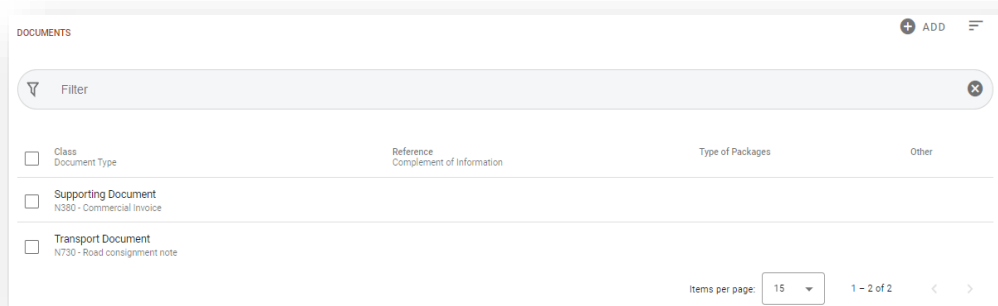 DOCUMENTS
ADD
Filter
Class Reference Type of Packages Other
Document Type Complement of Information
Supporting Document
N380 - Commercial Invoice
Transport Document
N730 - Road consignment note
Items per page: 15 1 – 2 of 2